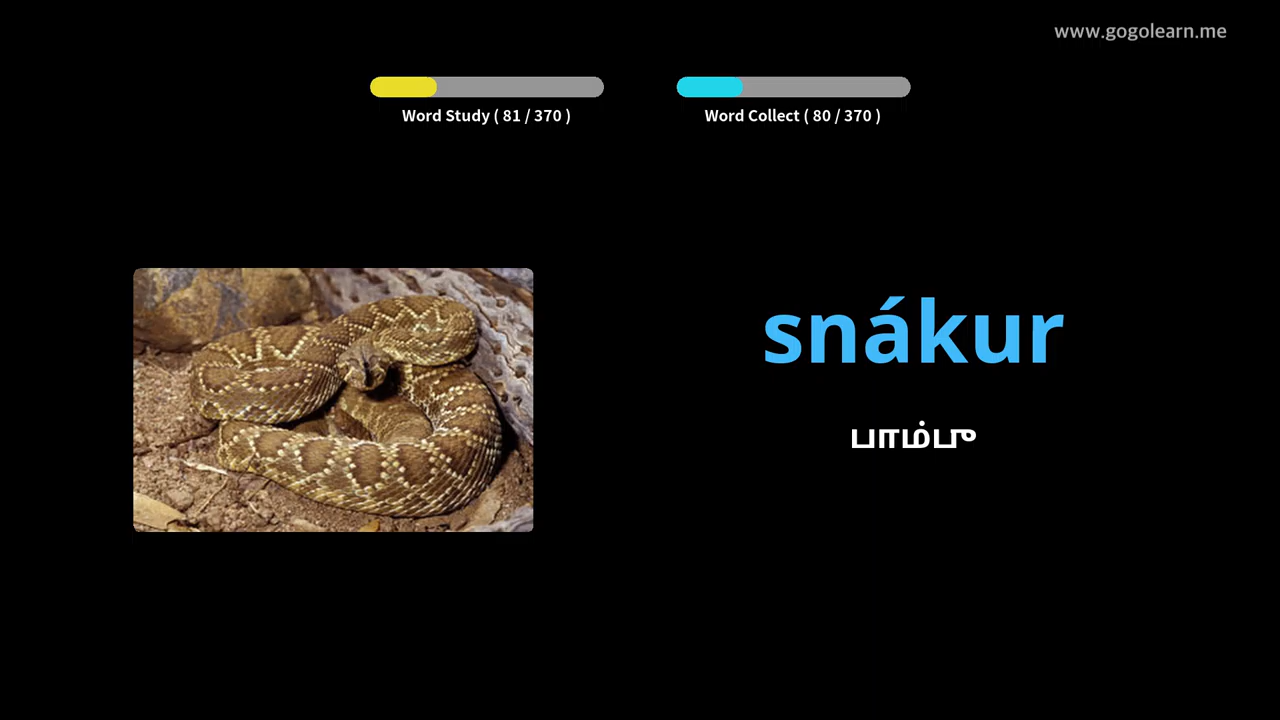 www.gogolearn.me
Word Study ( 81 / 370 )
Word Collect ( 80 / 370 )
snákur
பாம்பு